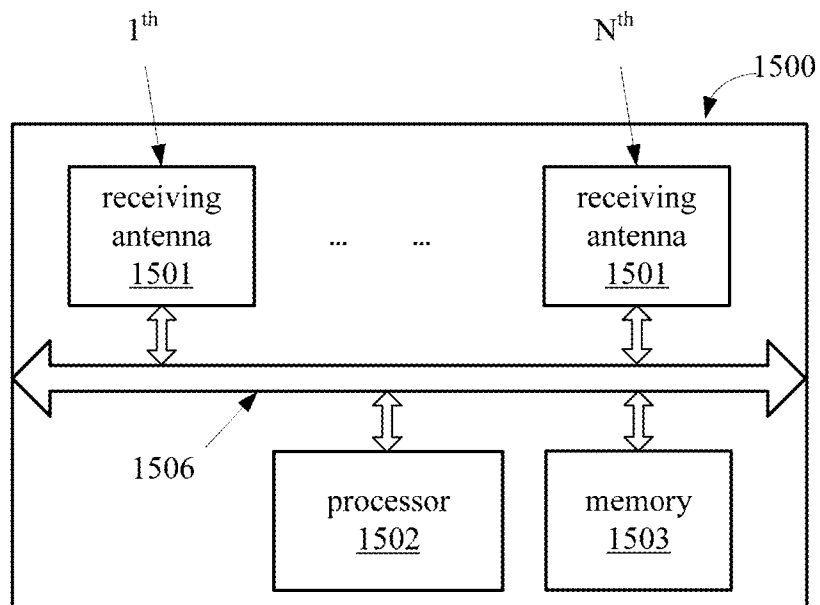 1th
Nth
1500
receiving
antenna
1501
... ...
receiving
antenna
1501
1506
processor
1502
memory
1503